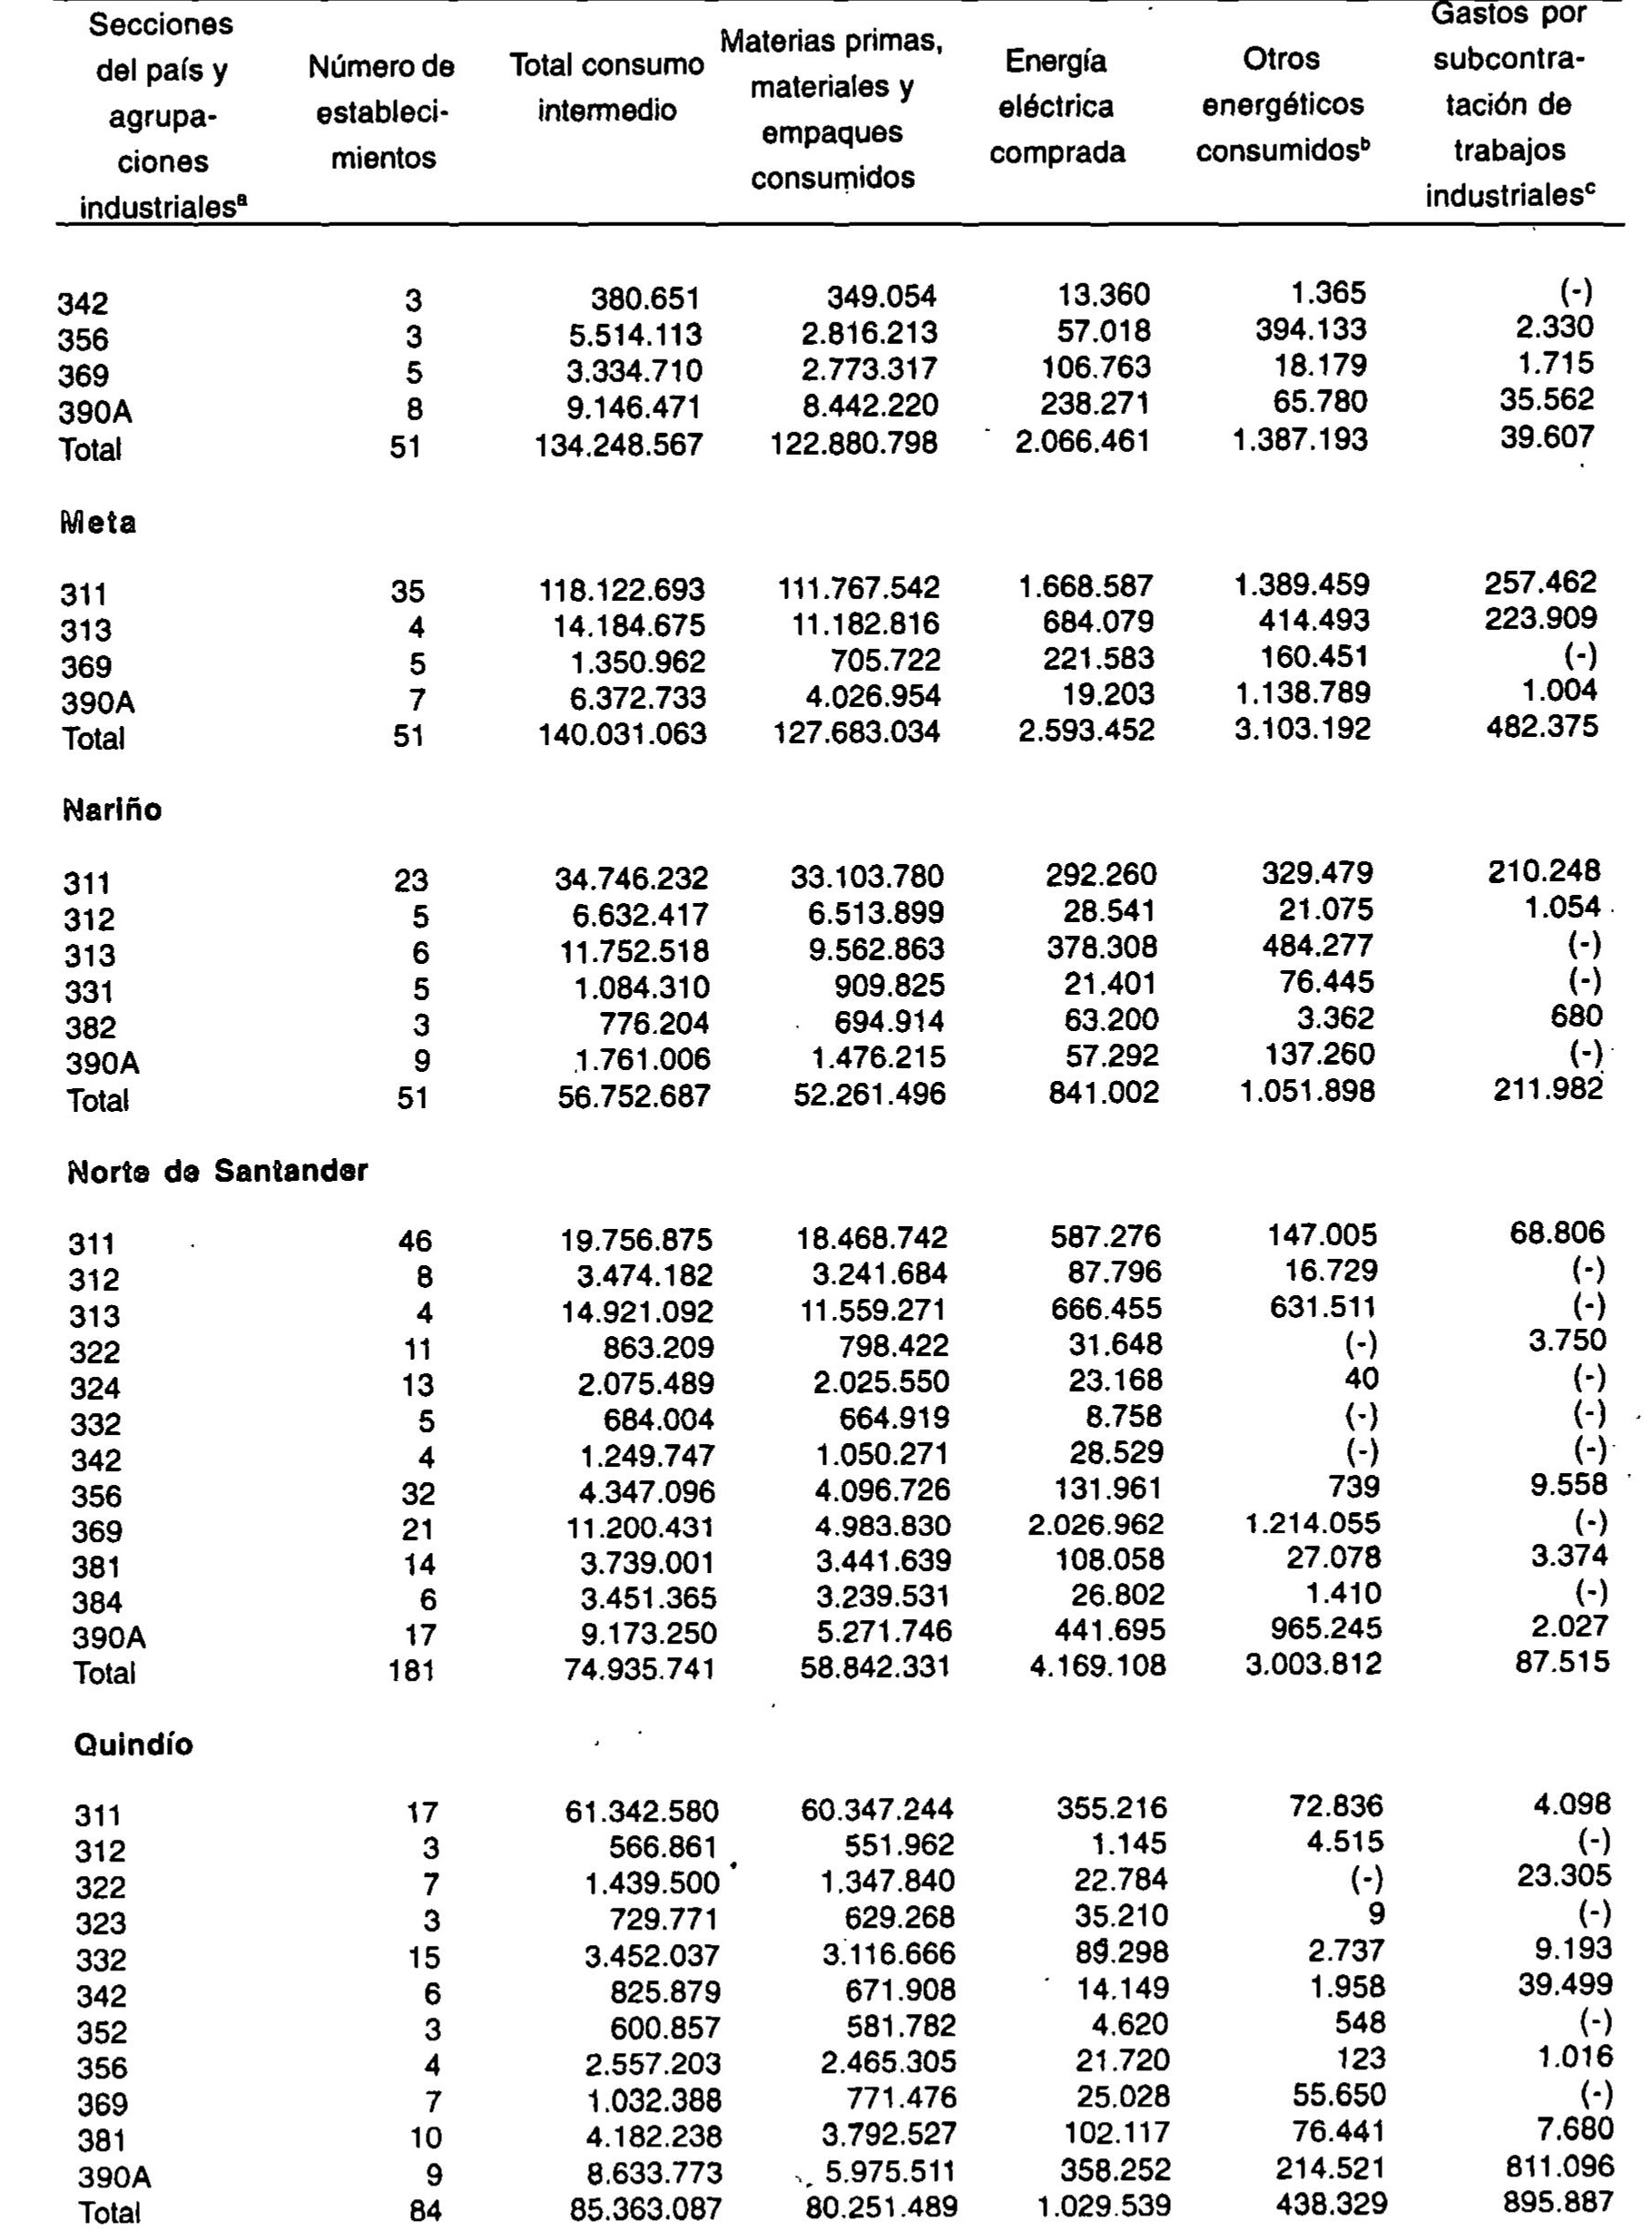 Secciones del país y agrupa- ciones industrialesª Número de estableci- mientos Total consumo intermedio Materias primas, materiales y empaques consumidos Energía eléctrica comprada Otros energéticos consumidosᵇ Gastos por subcontra- tación de trabajos industrialesᶜ
342 3 380.651 349.054 13.360 1.365 (-)
356 3 5.514.113 2.816.213 57.018 394.133 2.330
369 5 3.334.710 2.773.317 106.763 18.179 1.715
390A 8 9.146.471 8.442.220 238.271 65.780 35.562
Total 51 134.248.567 122.880.798 2.066.461 1.387.193 39.607
Meta
311 35 118.122.693 111.767.542 1.668.587 1.389.459 257.462
313 4 14.184.675 11.182.816 684.079 414.493 223.909
369 5 1.350.962 705.722 221.583 160.451 (-)
390A 7 6.372.733 4.026.954 19.203 1.138.789 1.004
Total 51 140.031.063 127.683.034 2.593.452 3.103.192 482.375
Nariño
311 23 34.746.232 33.103.780 292.260 329.479 210.248
312 5 6.632.417 6.513.899 28.541 21.075 1.054
313 6 11.752.518 9.562.863 378.308 484.277 (-)
331 5 1.084.310 909.825 21.401 76.445 (-)
382 3 776.204 694.914 63.200 3.362 680
390A 9 1.761.006 1.476.215 57.292 137.260 (-)
Total 51 56.752.687 52.261.496 841.002 1.051.898 211.982
Norte de Santander
311 46 19.756.875 18.468.742 587.276 147.005 68.806
312 8 3.474.182 3.241.684 87.796 16.729 (-)
313 4 14.921.092 11.559.271 666.455 631.511 (-)
322 11 863.209 798.422 31.648 (-) 3.750
324 13 2.075.489 2.025.550 23.168 40 (-)
332 5 684.004 664.919 8.758 (-) (-)
342 4 1.249.747 1.050.271 28.529 (-) (-)
356 32 4.347.096 4.096.726 131.961 739 9.558
369 21 11.200.431 4.983.830 2.026.962 1.214.055 (-)
381 14 3.739.001 3.441.639 108.058 27.078 3.374
384 6 3.451.365 3.239.531 26.802 1.410 (-)
390A 17 9.173.250 5.271.746 441.695 965.245 2.027
Total 181 74.935.741 58.842.331 4.169.108 3.003.812 87.515
Quindío
311 17 61.342.580 60.347.244 355.216 72.836 4.098
312 3 566.861 551.962 1.145 4.515 (-)
322 7 1.439.500 1.347.840 22.784 (-) 23.305
323 3 729.771 629.268 35.210 9 (-)
332 15 3.452.037 3.116.666 89.298 2.737 9.193
342 6 825.879 671.908 14.149 1.958 39.499
352 3 600.857 581.782 4.620 548 (-)
356 4 2.557.203 2.465.305 21.720 123 1.016
369 7 1.032.388 771.476 25.028 55.650 (-)
381 10 4.182.238 3.792.527 102.117 76.441 7.680
390A 9 8.633.773 5.975.511 358.252 214.521 811.096
Total 84 85.363.087 80.251.489 1.029.539 438.329 895.887